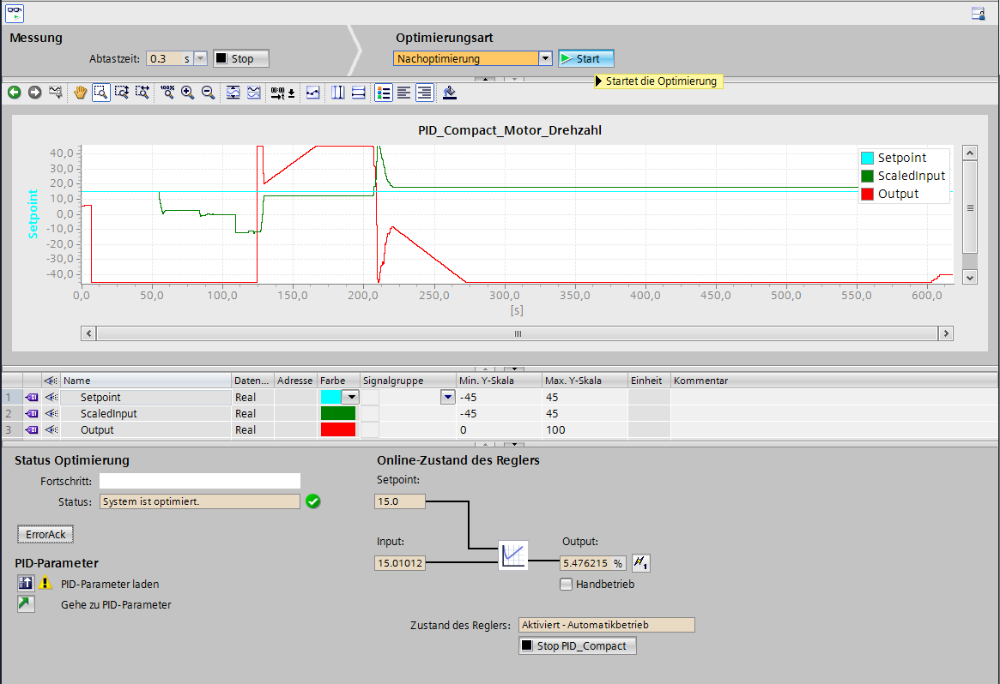 Messung
Optimierungsart
Abtastzeit: 0.3 s Stop
Nachoptimierung Start
Startet die Optimierung
PID_Compact_Motor_Drehzahl
Setpoint
40,0
30,0
20,0
10,0
0,0
-10,0
-20,0
-30,0
-40,0
Setpoint
ScaledInput
Output
0,0 50,0 100,0 150,0 200,0 250,0 300,0 350,0 400,0 450,0 500,0 550,0 600,0
[s]
Name Daten... Adresse Farbe Signalgruppe Min. Y-Skala Max. Y-Skala Einheit Kommentar
1 Setpoint Real -45 45
2 ScaledInput Real -45 45
3 Output Real 0 100
Status Optimierung
Fortschritt:
Status: System ist optimiert.
ErrorAck
PID-Parameter
PID-Parameter laden
Gehe zu PID-Parameter
Online-Zustand des Reglers
Setpoint:
15.0
Input:
15.01012
Output:
5.476215 %
Handbetrieb
Zustand des Reglers: Aktiviert - Automatikbetrieb
Stop PID_Compact